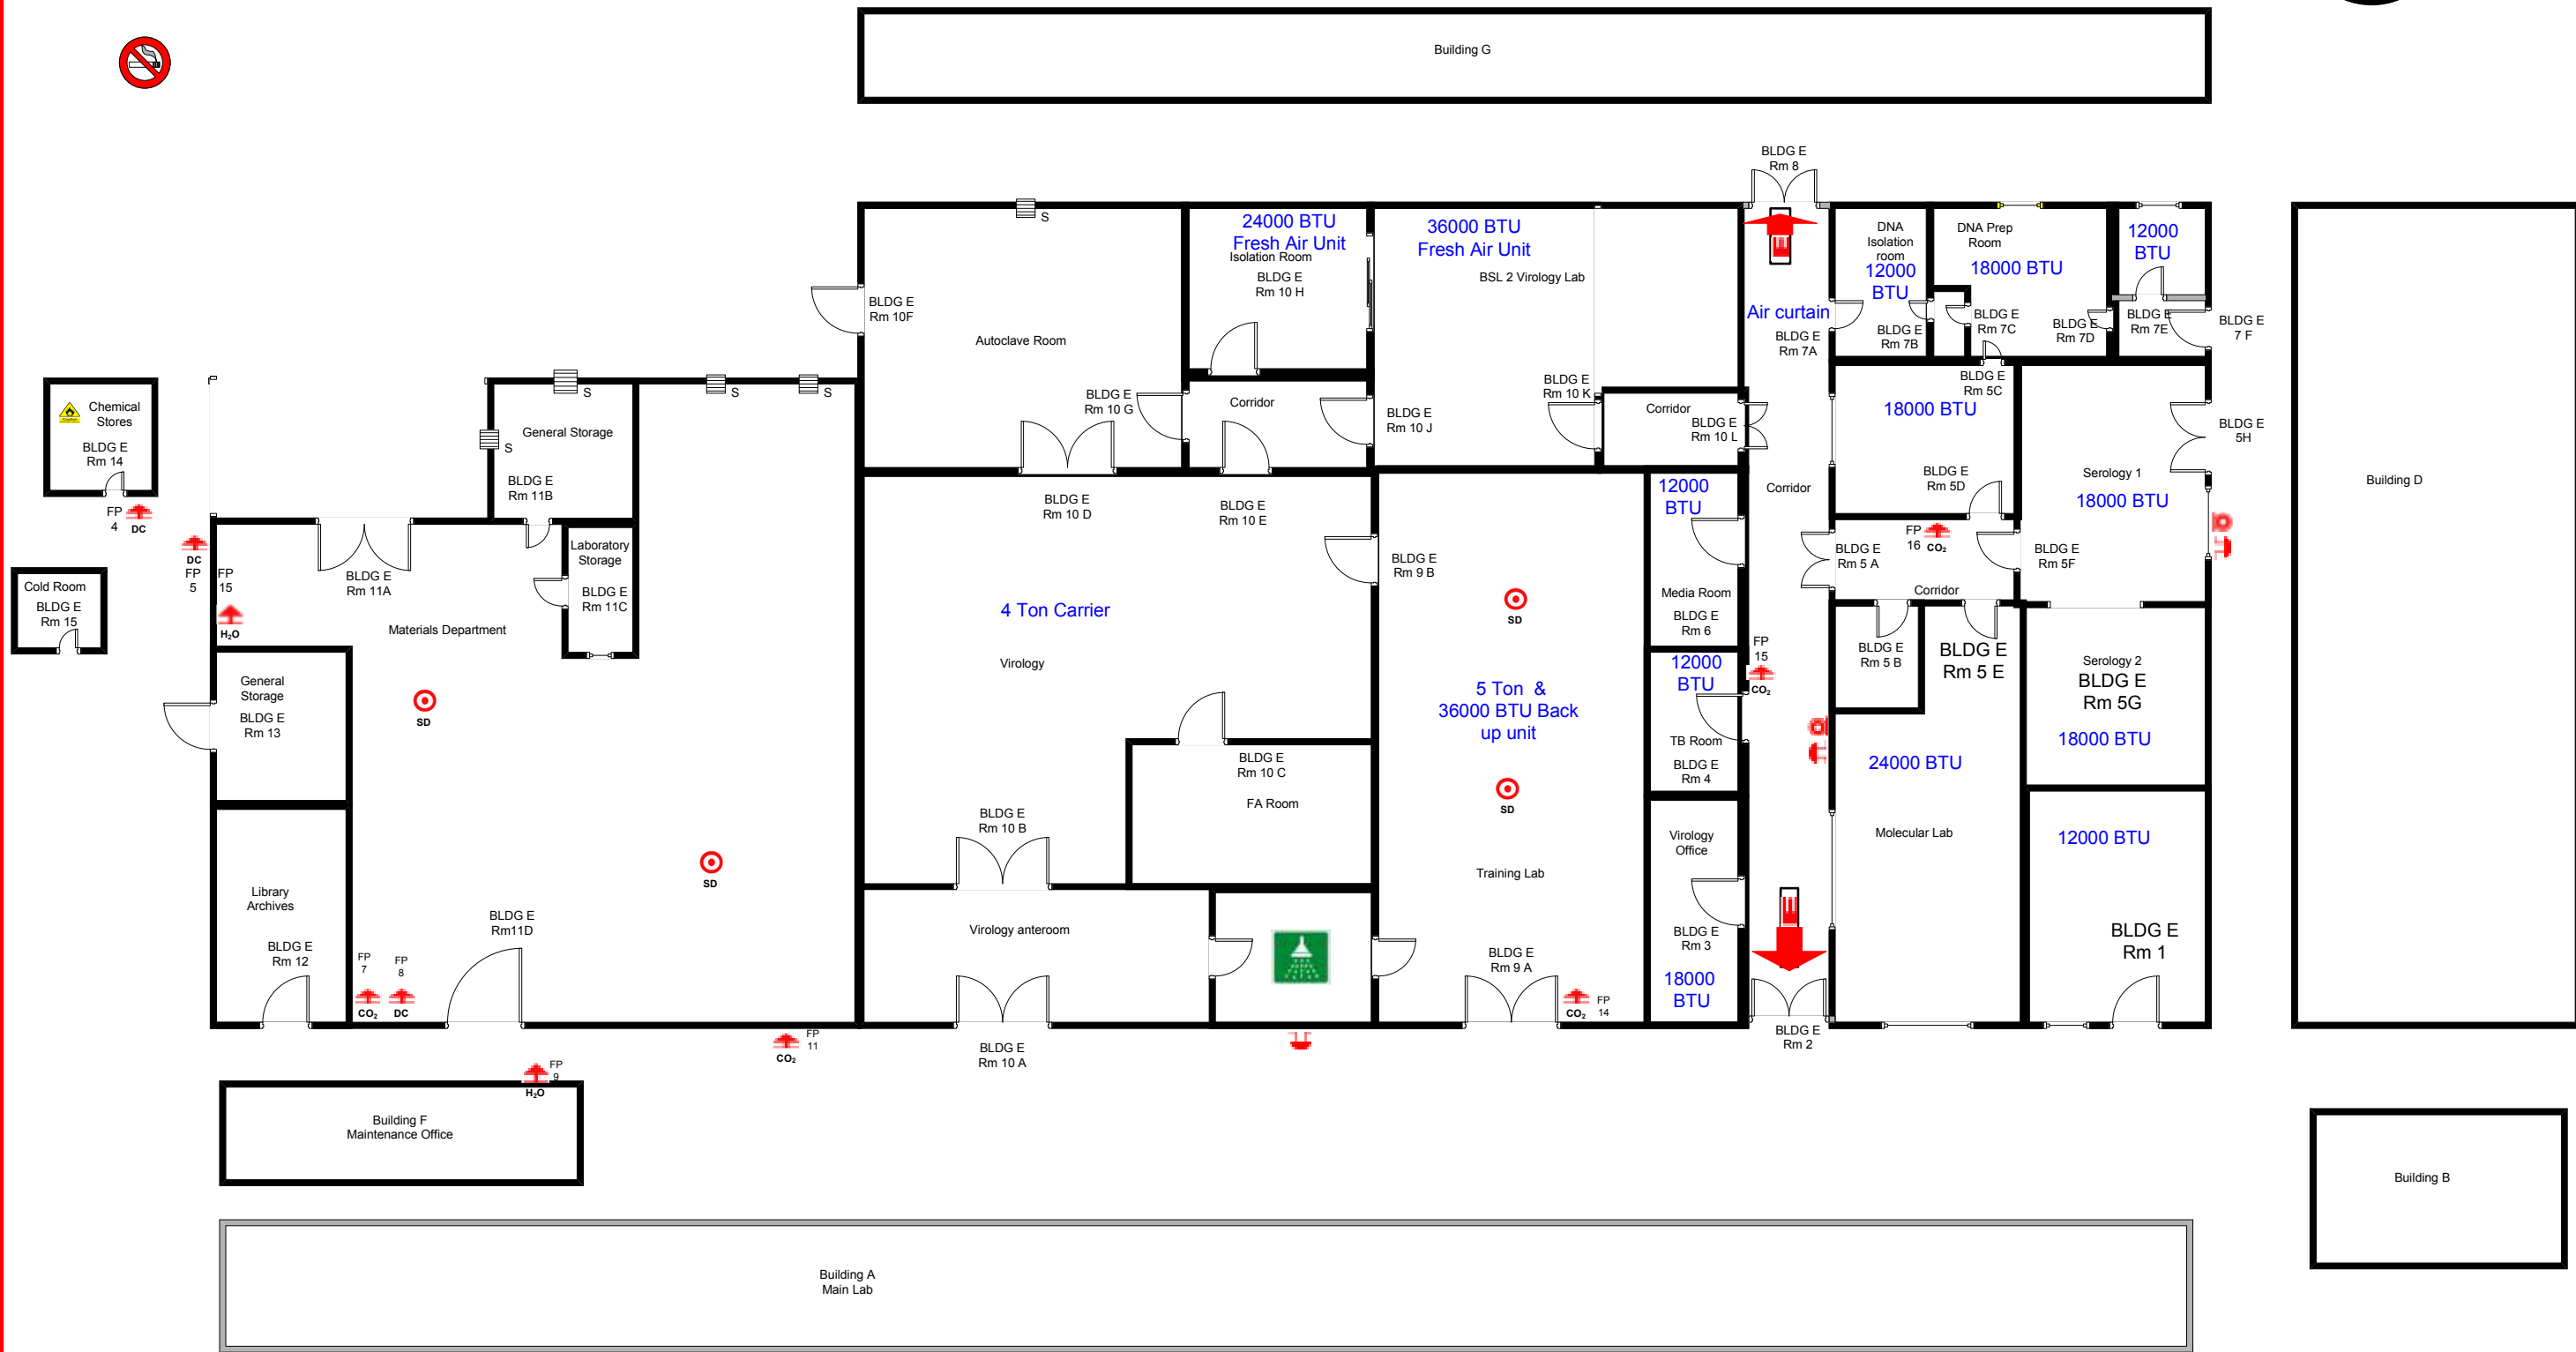 Building G
BLDG E
Rm 8
S
24000 BTU
Fresh Air Unit
Isolation Room
BLDG E
Rm 10 H
36000 BTU
Fresh Air Unit
BSL 2 Virology Lab
Air curtain
BLDG E
Rm 7A
DNA
Isolation
room
12000
BTU
BLDG E
Rm 7B
DNA Prep
Room
18000 BTU
BLDG E
Rm 7C
BLDG E
Rm 7D
12000
BTU
BLDG E
Rm 7E
BLDG E
7 F
BLDG E
Rm 10F
Autoclave Room
BLDG E
Rm 10 G
Corridor
BLDG E
Rm 10 J
BLDG E
Rm 10 K
Corridor
BLDG E
Rm 10 L
BLDG E
Rm 5C
18000 BTU
BLDG E
Rm 5D
Serology 1
18000 BTU
BLDG E
5H
Building D
Chemical
Stores
BLDG E
Rm 14
FP
4
DC
S
S
S
S
General Storage
BLDG E
Rm 11B
DC
FP
5
FP
15
H₂O
BLDG E
Rm 11A
Laboratory
Storage
BLDG E
Rm 11C
Cold Room
BLDG E
Rm 15
Materials Department
BLDG E
Rm 10 D
BLDG E
Rm 10 E
4 Ton Carrier
Virology
BLDG E
Rm 9 B
SD
12000
BTU
Media Room
BLDG E
Rm 6
Corridor
FP
15
CO₂
BLDG E
Rm 5 A
FP
16
CO₂
Corridor
BLDG E
Rm 5F
BLDG E
Rm 5 B
BLDG E
Rm 5 E
Serology 2
BLDG E
Rm 5G
18000 BTU
General
Storage
BLDG E
Rm 13
SD
5 Ton &
36000 BTU Back
up unit
12000
BTU
TB Room
BLDG E
Rm 4
24000 BTU
Molecular Lab
BLDG E
Rm 10 C
FA Room
SD
Training Lab
Virology
Office
BLDG E
Rm 3
18000
BTU
12000 BTU
BLDG E
Rm 1
Library
Archives
BLDG E
Rm 12
SD
BLDG E
Rm11D
FP
7
CO₂
FP
8
DC
BLDG E
Rm 10 B
Virology anteroom
BLDG E
Rm 9 A
CO₂
FP
14
E
E
BLDG E
Rm 2
CO₂
FP
11
BLDG E
Rm 10 A
FP
9
H₂O
Building F
Maintenance Office
Building B
Building A
Main Lab